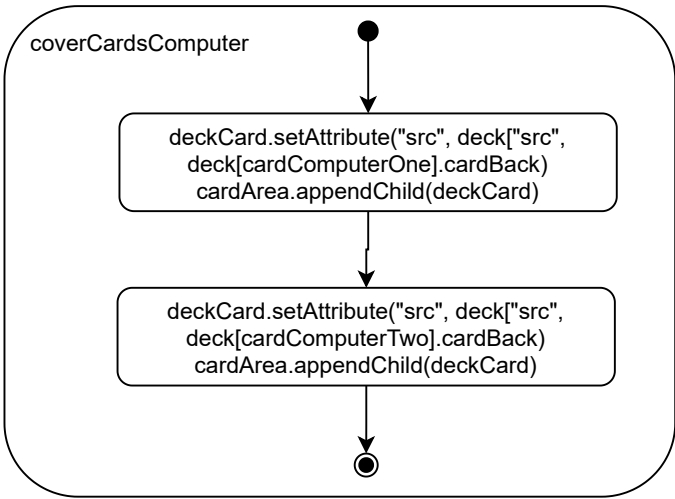 coverCardsComputer
deckCard.setAttribute("src", deck["src",
deck[cardComputerOne].cardBack)
cardArea.appendChild(deckCard)
deckCard.setAttribute("src", deck["src",
deck[cardComputerTwo].cardBack)
cardArea.appendChild(deckCard)